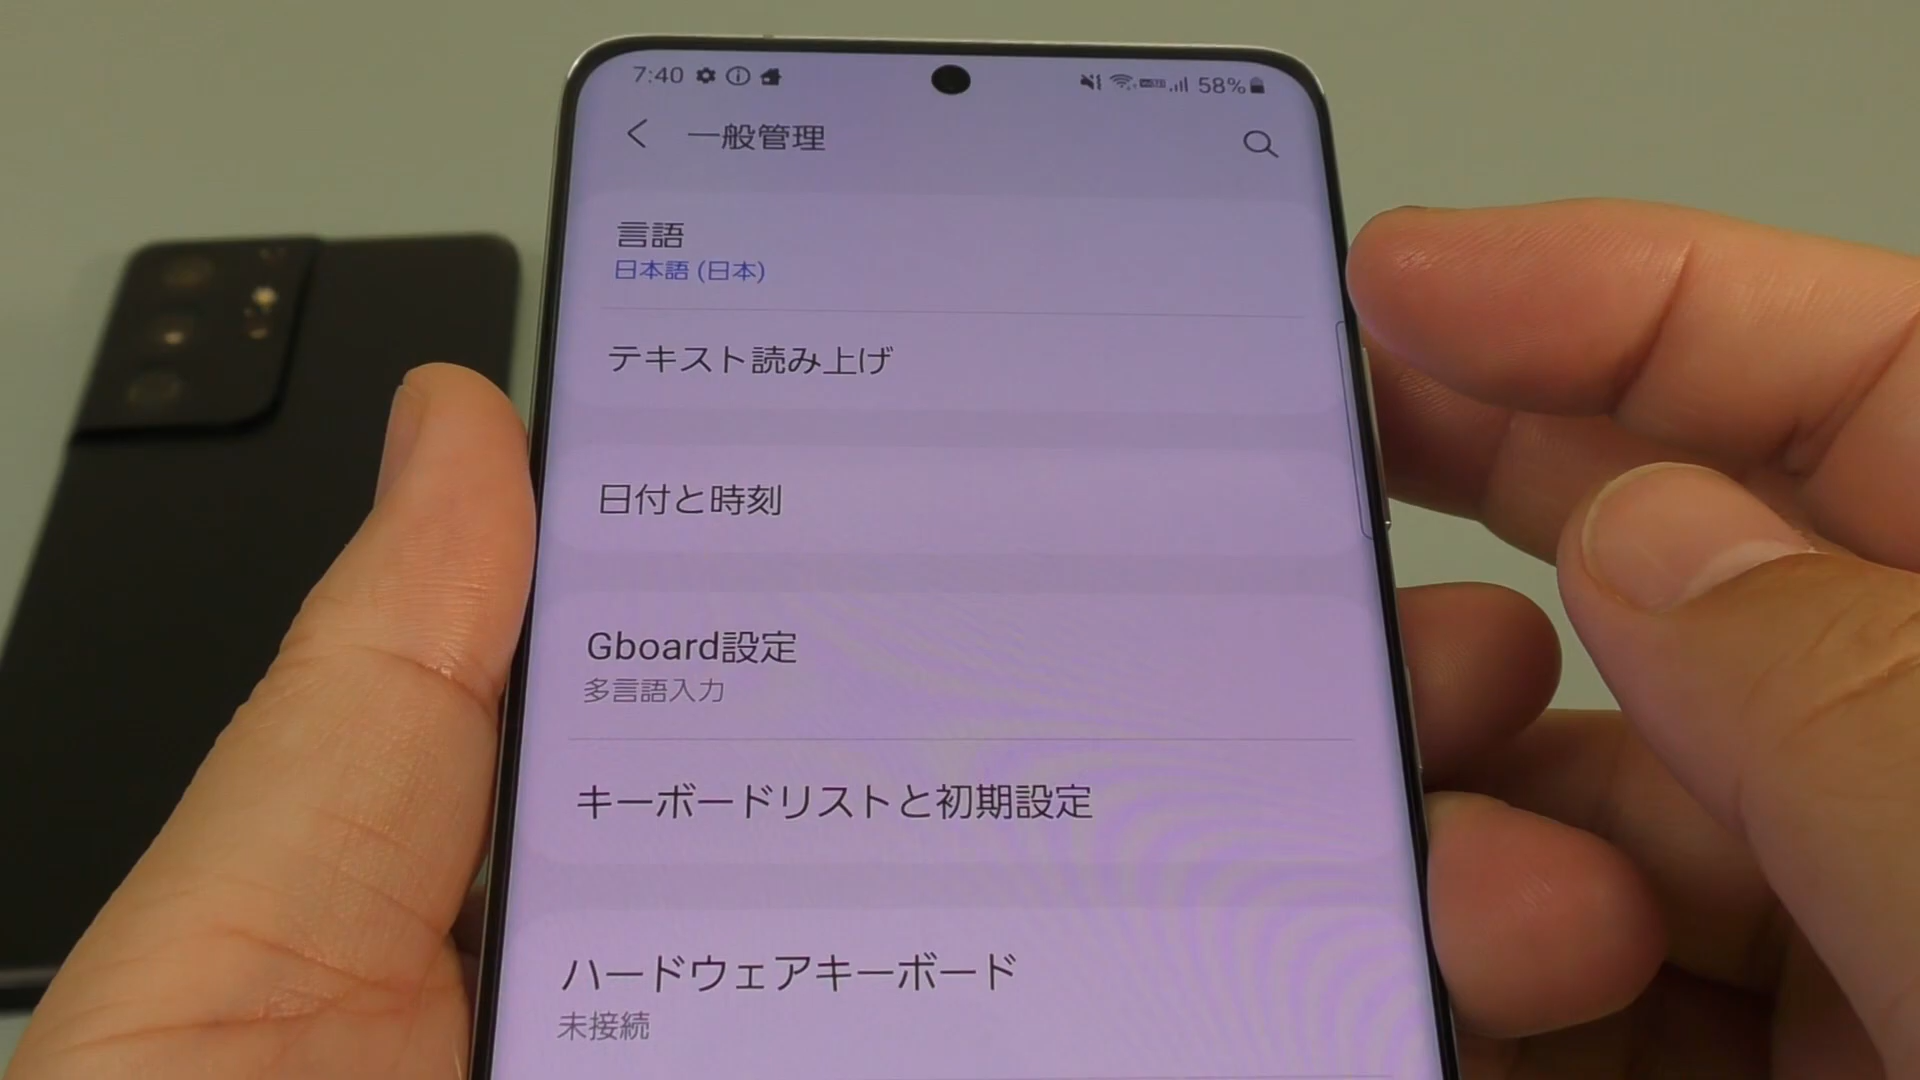 7:40 58%
一般管理
言語
日本語 (日本)
テキスト読み上げ
日付と時刻
Gboard設定
多言語入力
キーボードリストと初期設定
ハードウェアキーボード
未接続